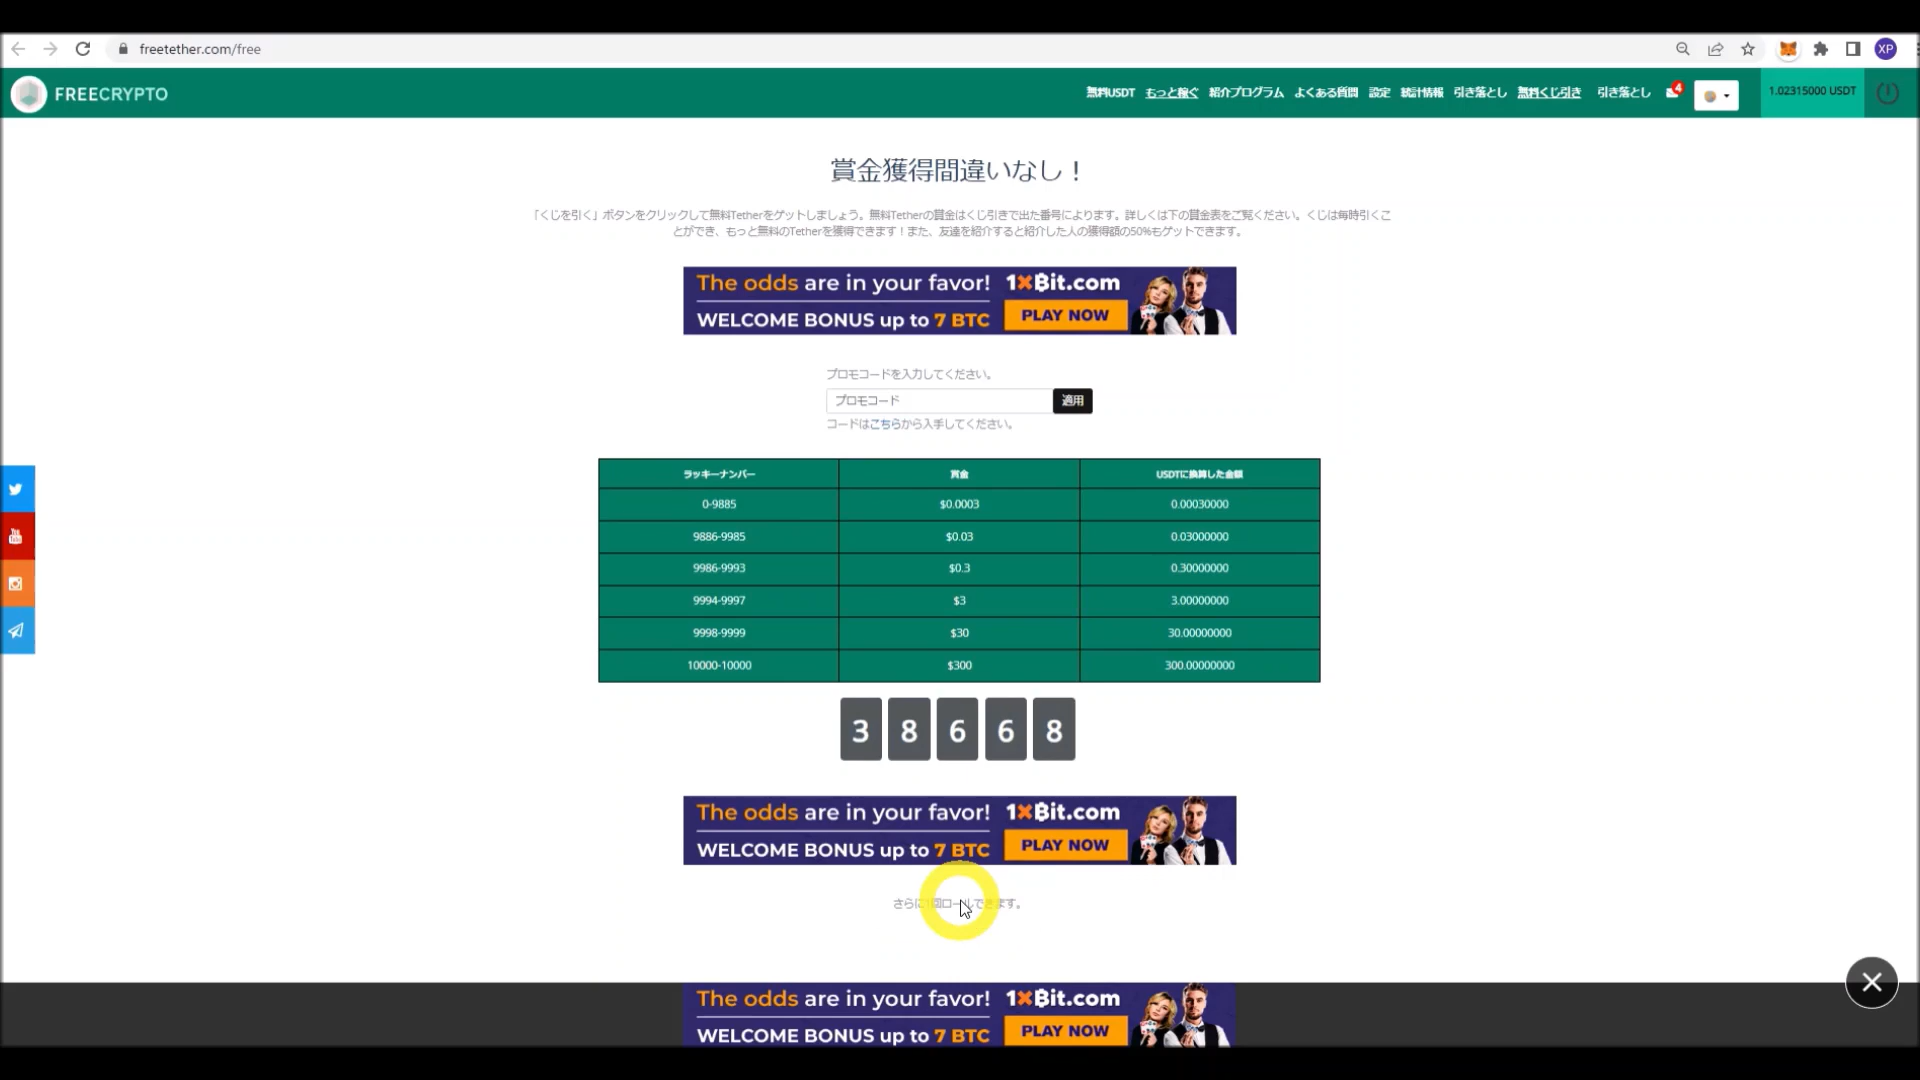 freetether.com/free
XP
FREECRYPTO
無料USDT もっと稼ぐ 紹介プログラム よくある質問 設定 統計情報 引き落とし 無料くじ引き 引き落とし 4 1.02315000 USDT
賞金獲得間違いなし！
「くじを引く」ボタンをクリックして無料Tetherをゲットしましょう。無料Tetherの賞金はくじ引きで出た番号によります。詳しくは下の賞金表をご覧ください。くじは毎時引くこ
とができ、もっと無料のTetherを獲得できます！また、友達を紹介すると紹介した人の獲得額の50%もゲットできます。
The odds are in your favor! 1xBit.com
WELCOME BONUS up to 7 BTC PLAY NOW
プロモコードを入力してください。
プロモコード 適用
コードはこちらから入手してください。
ラッキーナンバー 賞金 USDTに換算した金額
0-9885 $0.0003 0.00030000
9886-9985 $0.03 0.03000000
9986-9993 $0.3 0.30000000
9994-9997 $3 3.00000000
9998-9999 $30 30.00000000
10000-10000 $300 300.00000000
3 8 6 6 8
The odds are in your favor! 1xBit.com
WELCOME BONUS up to 7 BTC PLAY NOW
さらに1回ロールできます。
The odds are in your favor! 1xBit.com
WELCOME BONUS up to 7 BTC PLAY NOW